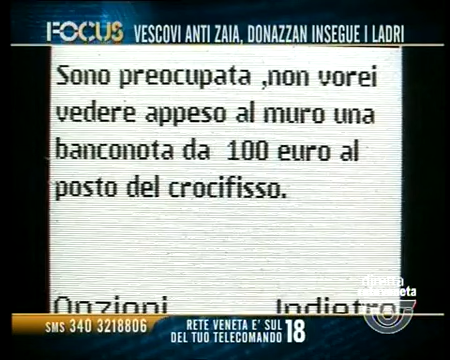 FOCUS VESCOVI ANTI ZAIA, DONAZZAN INSEGUE I LADRI
Sono preocupata ,non vorei
vedere appeso al muro una
banconota da 100 euro al
posto del crocifisso.
Opzioni Indietro
SMS 340 3218806
RETE VENETA E' SUL
DEL TUO TELECOMANDO 18